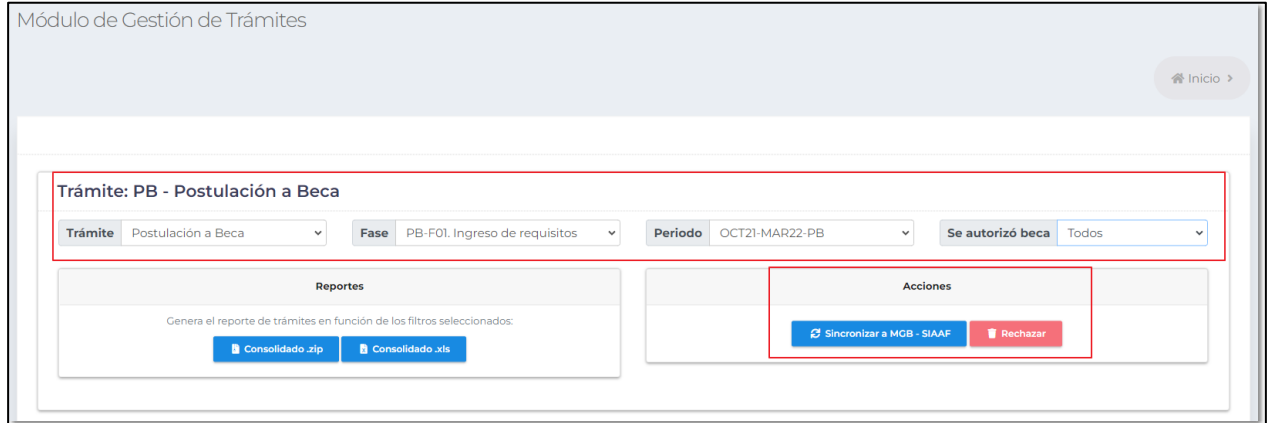 Módulo de Gestión de Trámites
Inicio >
Trámite: PB - Postulación a Beca
Trámite Postulación a Beca
Fase PB-F01. Ingreso de requisitos
Periodo OCT21-MAR22-PB
Se autorizó beca Todos
Reportes
Genera el reporte de trámites en función de los filtros seleccionados:
Consolidado .zip
Consolidado .xls
Acciones
Sincronizar a MGB - SIAAF
Rechazar